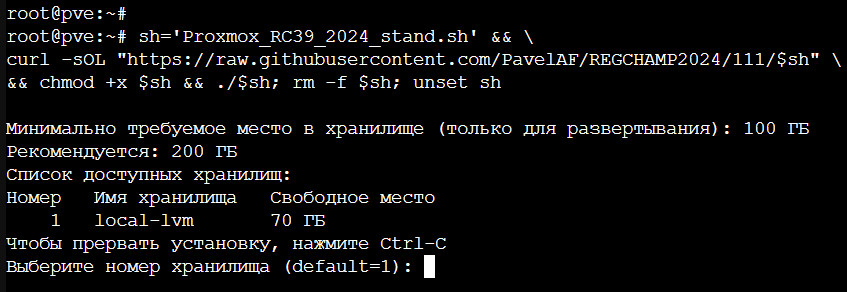 root@pve:~#
root@pve:~# sh='Proxmox_RC39_2024_stand.sh' && \
curl -sOL "https://raw.githubusercontent.com/PavelAF/REGCHAMP2024/111/$sh" \
&& chmod +x $sh && ./$sh; rm -f $sh; unset sh
Минимально требуемое место в хранилище (только для развертывания): 100 ГБ
Рекомендуется: 200 ГБ
Список доступных хранилищ:
Номер Имя хранилища Свободное место
1 local-lvm 70 ГБ
Чтобы прервать установку, нажмите Ctrl-C
Выберите номер хранилища (default=1):